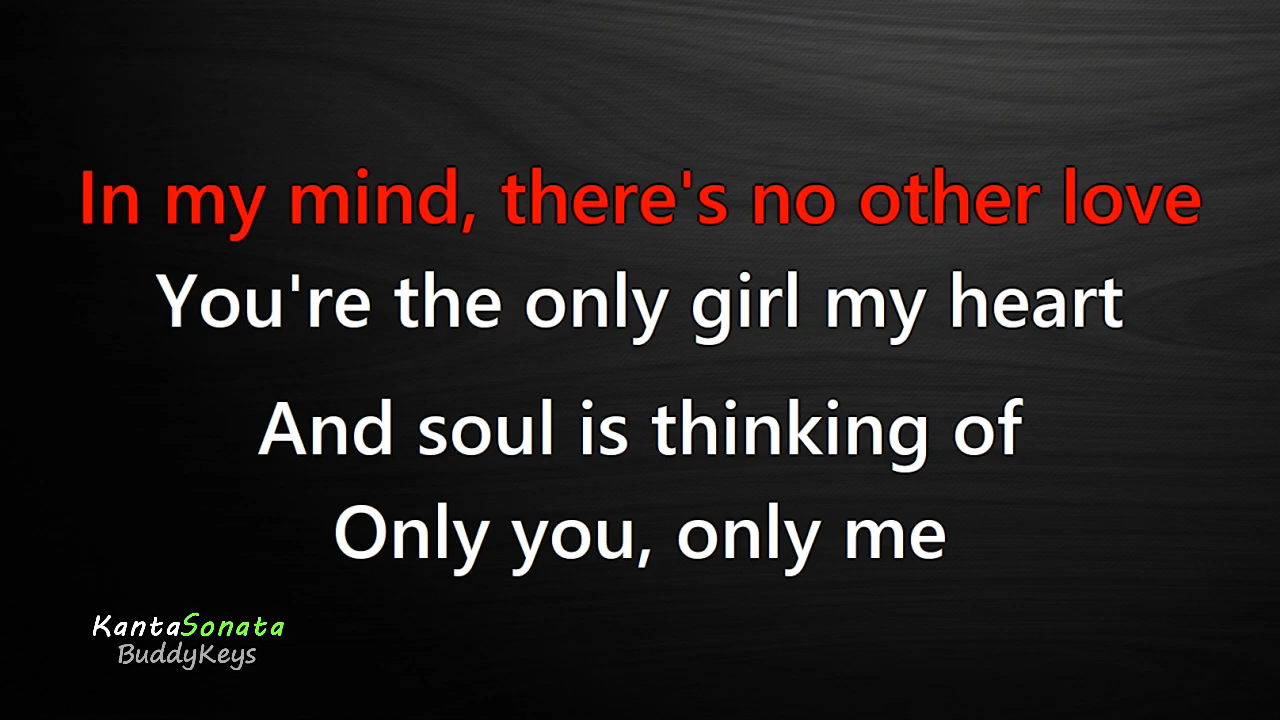 In my mind, there's no other love
You're the only girl my heart
And soul is thinking of
Only you, only me
KantaSonata
BuddyKeys